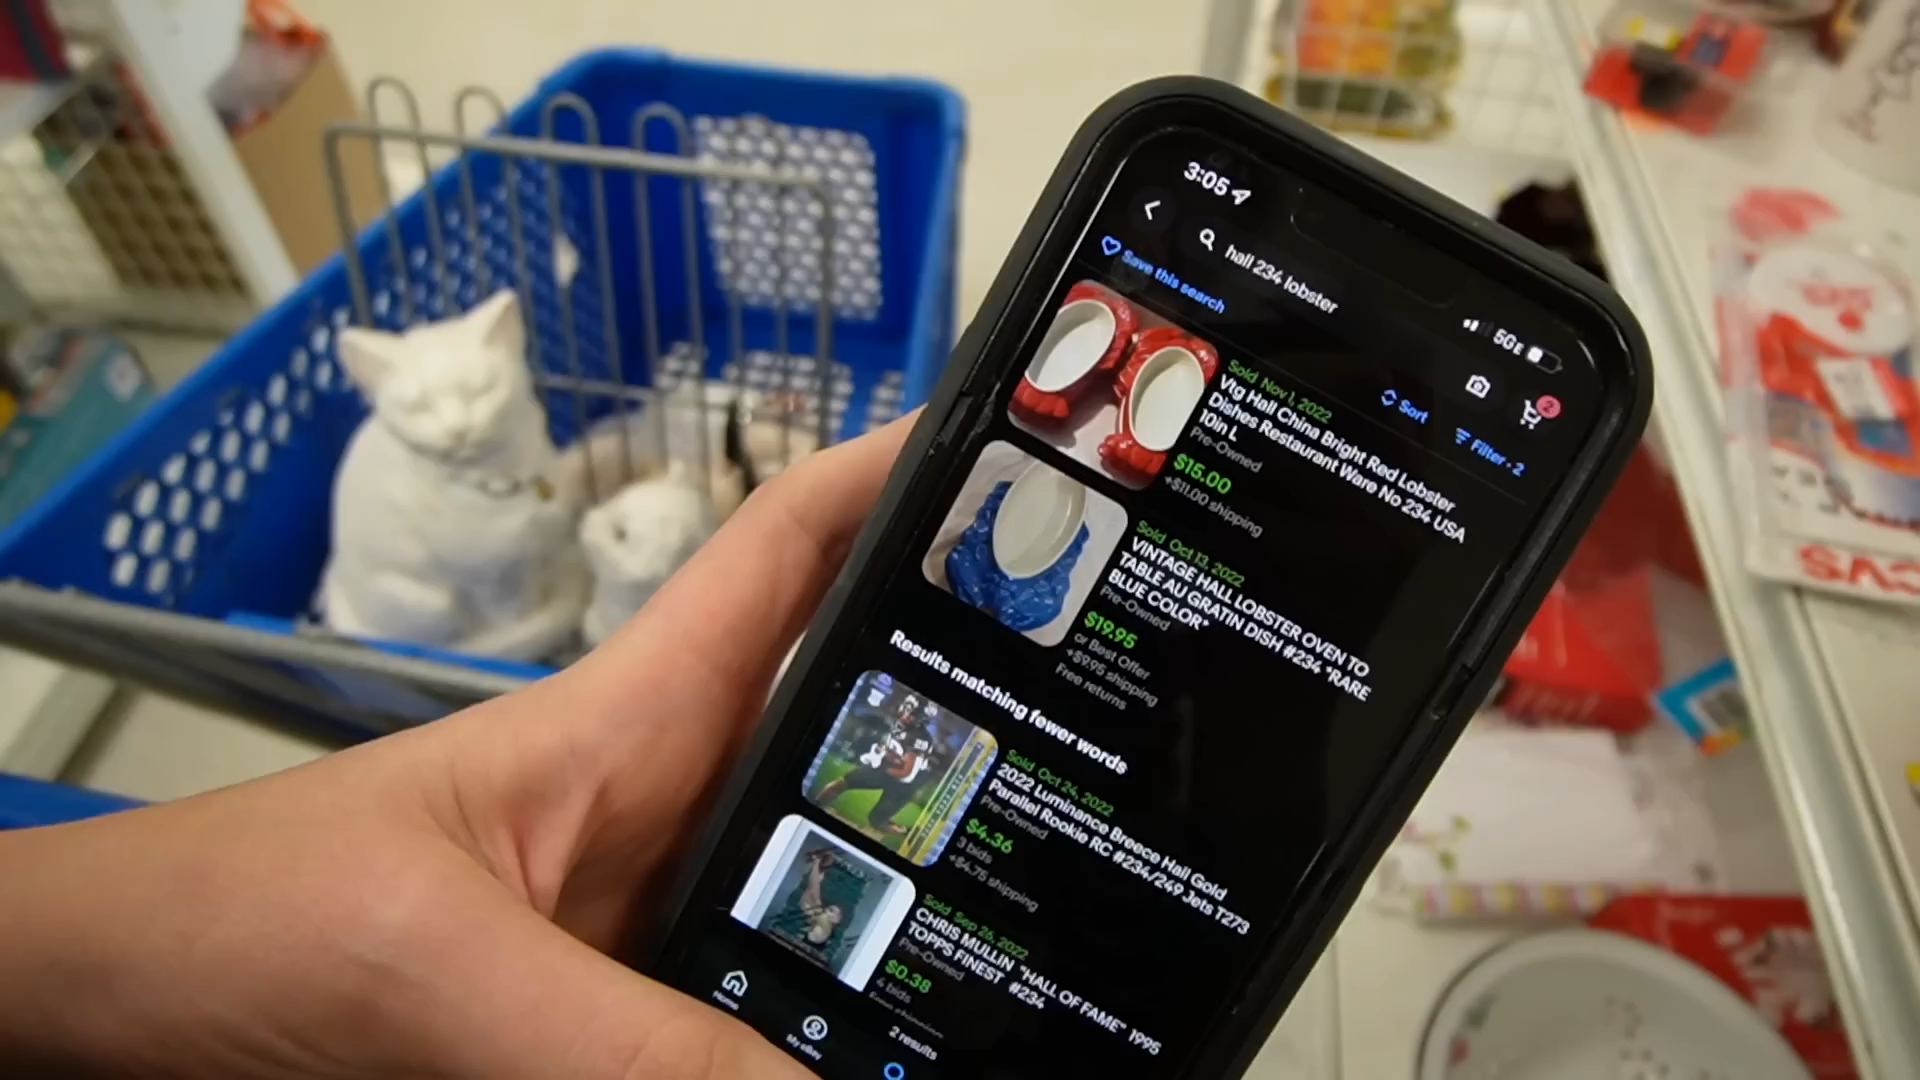 3:05
5GE
hall 234 lobster
2
Save this search
Sort
Filter · 2
Sold Nov 1, 2022
Vtg Hall China Bright Red Lobster
Dishes Restaurant Ware No 234 USA
10in L
Pre-Owned
$15.00
+$11.00 shipping
Sold Oct 13, 2022
VINTAGE HALL LOBSTER OVEN TO
TABLE AU GRATIN DISH #234 *RARE
BLUE COLOR*
Pre-Owned
$19.95
or Best Offer
+$9.95 shipping
Free returns
Results matching fewer words
Sold Oct 24, 2022
2022 Luminance Breece Hall Gold
Parallel Rookie RC #234/249 Jets T273
Pre-Owned
$4.36
3 bids
+$4.75 shipping
Sold Sep 26, 2022
CHRIS MULLIN "HALL OF FAME" 1995
TOPPS FINEST #234
Pre-Owned
$0.38
4 bids
2 results
Home
My eBay
CVS